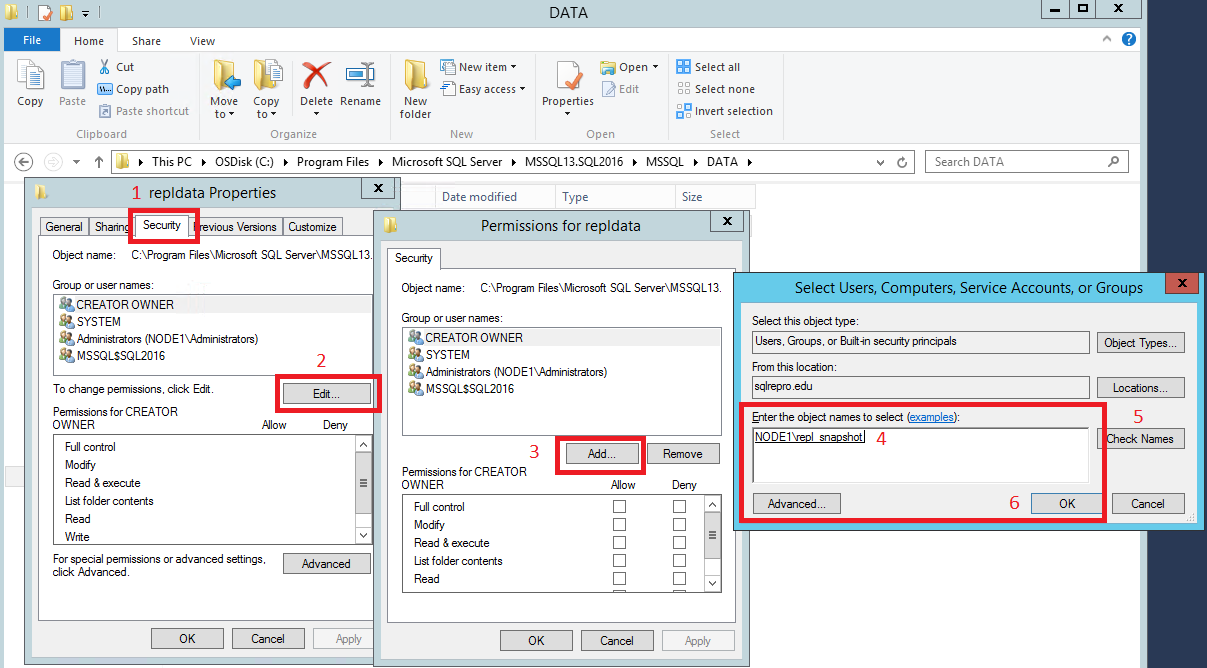 DATA
File Home Share View
Copy
Paste
Cut
Copy path
Paste shortcut
Clipboard
Move to
Copy to
Delete
Rename
Organize
New folder
New item
Easy access
New
Properties
Open
Edit
Open
Select all
Select none
Invert selection
Select
This PC OSDisk (C:) Program Files Microsoft SQL Server MSSQL13.SQL2016 MSSQL DATA
Search DATA
Date modified Type Size
1 repldata Properties
General Sharing Security Previous Versions Customize
Object name: C:\Program Files\Microsoft SQL Server\MSSQL13.
Group or user names:
CREATOR OWNER
SYSTEM
Administrators (NODE1\Administrators)
MSSQL$SQL2016
2
To change permissions, click Edit.
Edit...
Permissions for CREATOR
OWNER Allow Deny
Full control
Modify
Read & execute
List folder contents
Read
Write
For special permissions or advanced settings,
click Advanced.
Advanced
OK Cancel Apply
Permissions for repldata
Security
Object name: C:\Program Files\Microsoft SQL Server\MSSQL13.
Group or user names:
CREATOR OWNER
SYSTEM
Administrators (NODE1\Administrators)
MSSQL$SQL2016
3 Add... Remove
Permissions for CREATOR
OWNER Allow Deny
Full control
Modify
Read & execute
List folder contents
Read
OK Cancel Apply
Select Users, Computers, Service Accounts, or Groups
Select this object type:
Users, Groups, or Built-in security principals
Object Types...
From this location:
sqlrepro.edu
Locations...
Enter the object names to select (examples):
5
NODE1\repl_snapshot 4
Check Names
Advanced...
6 OK Cancel